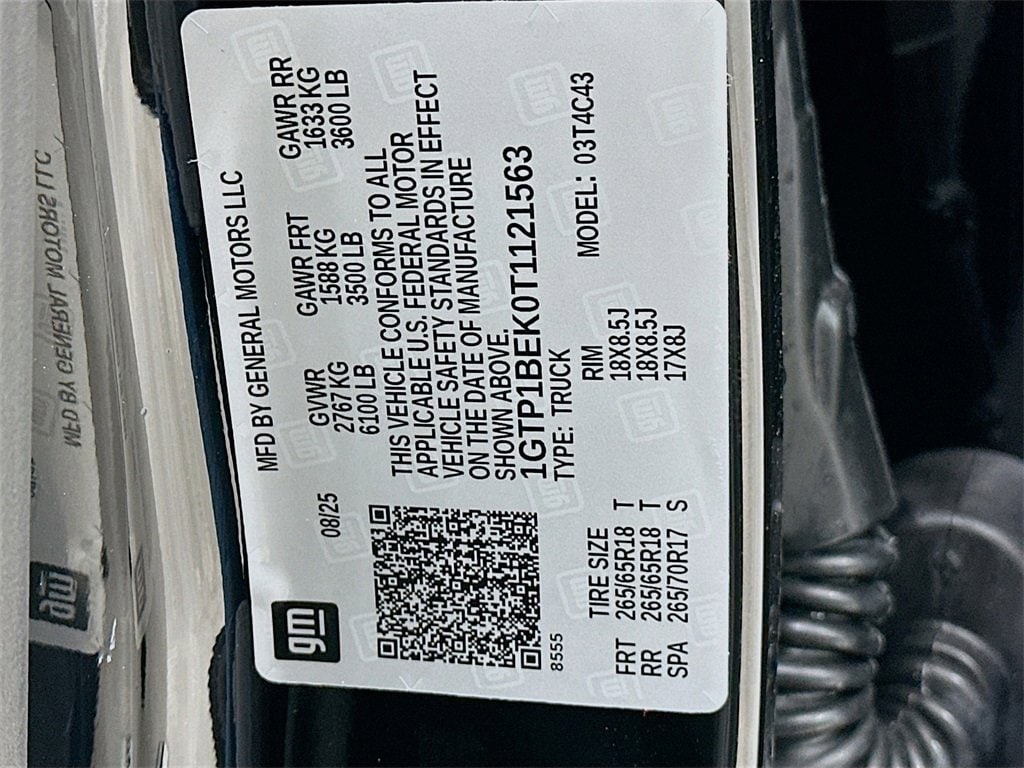 gm
MFD BY GENERAL MOTORS LLC
08/25
GVWR GAWR FRT GAWR RR
2767 KG 1588 KG 1633 KG
6100 LB 3500 LB 3600 LB
THIS VEHICLE CONFORMS TO ALL
APPLICABLE U.S. FEDERAL MOTOR
VEHICLE SAFETY STANDARDS IN EFFECT
ON THE DATE OF MANUFACTURE
SHOWN ABOVE.
1GTP1BEK0T1121563
TYPE: TRUCK MODEL: 03T4C43
8555
TIRE SIZE RIM
FRT 265/65R18 T 18X8.5J
RR 265/65R18 T 18X8.5J
SPA 265/70R17 S 17X8J
gm
MFD BY GENERAL MOTORS LLC